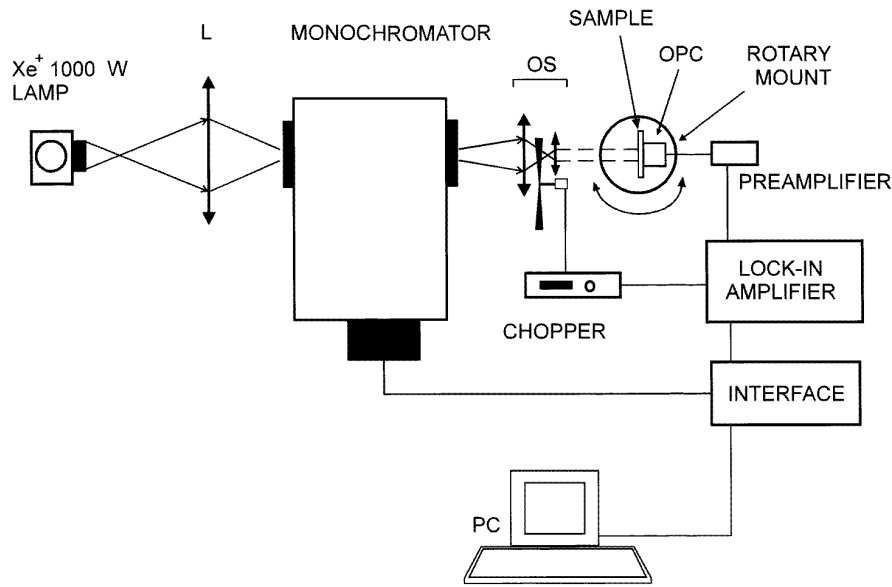 Xe+ 1000 W
LAMP
L
MONOCHROMATOR
OS
SAMPLE
OPC
ROTARY
MOUNT
PREAMPLIFIER
LOCK-IN
AMPLIFIER
CHOPPER
INTERFACE
PC